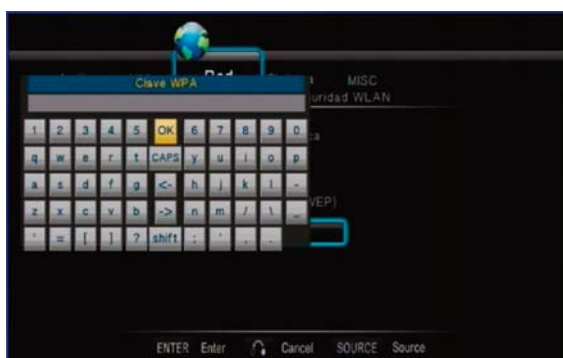 Red
MISC
Clave WPA
uridad WLAN
1 2 3 4 5 OK 6 7 8 9 0
q w e r t CAPS y u i o p
a s d f g <- h j k l -
z x c v b -> n m / \ _
VEP)
= [ ] ? shift
ENTER Enter Cancel SOURCE Source